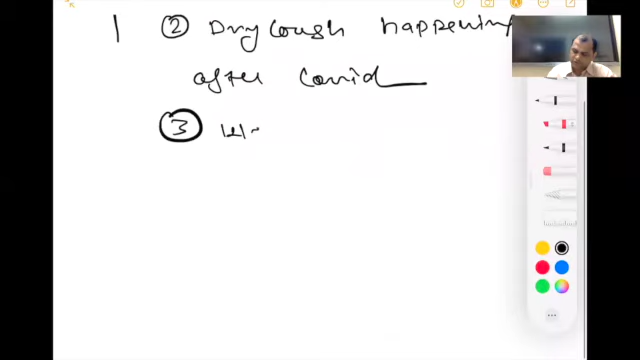 1 ② Dry Cough happening
after Covid
③